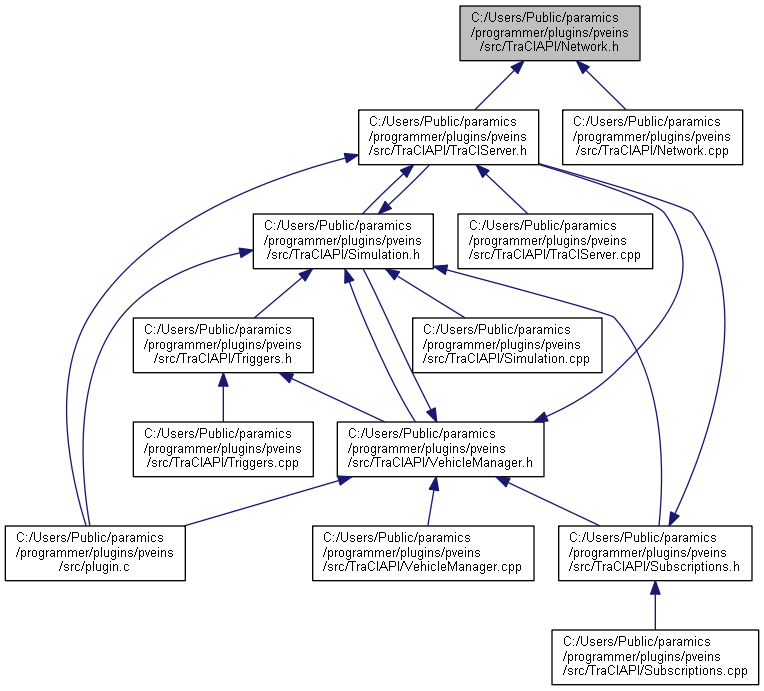 C:/Users/Public/paramics
/programmer/plugins/pveins
/src/TraCIAPI/Network.h
C:/Users/Public/paramics
/programmer/plugins/pveins
/src/TraCIAPI/TraCIServer.h
C:/Users/Public/paramics
/programmer/plugins/pveins
/src/TraCIAPI/Network.cpp
C:/Users/Public/paramics
/programmer/plugins/pveins
/src/TraCIAPI/Simulation.h
C:/Users/Public/paramics
/programmer/plugins/pveins
/src/TraCIAPI/TraCIServer.cpp
C:/Users/Public/paramics
/programmer/plugins/pveins
/src/TraCIAPI/Triggers.h
C:/Users/Public/paramics
/programmer/plugins/pveins
/src/TraCIAPI/Simulation.cpp
C:/Users/Public/paramics
/programmer/plugins/pveins
/src/TraCIAPI/Triggers.cpp
C:/Users/Public/paramics
/programmer/plugins/pveins
/src/TraCIAPI/VehicleManager.h
C:/Users/Public/paramics
/programmer/plugins/pveins
/src/plugin.c
C:/Users/Public/paramics
/programmer/plugins/pveins
/src/TraCIAPI/VehicleManager.cpp
C:/Users/Public/paramics
/programmer/plugins/pveins
/src/TraCIAPI/Subscriptions.h
C:/Users/Public/paramics
/programmer/plugins/pveins
/src/TraCIAPI/Subscriptions.cpp